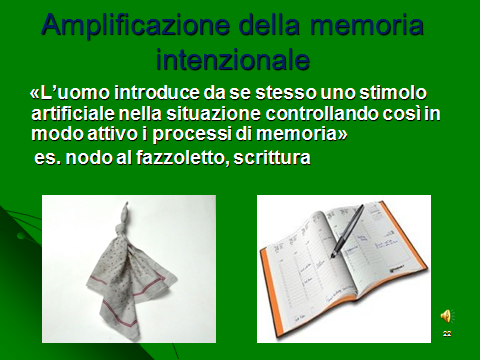 Amplificazione della memoria
intenzionale
«L’uomo introduce da se stesso uno stimolo
artificiale nella situazione controllando così in
modo attivo i processi di memoria»
es. nodo al fazzoletto, scrittura
22